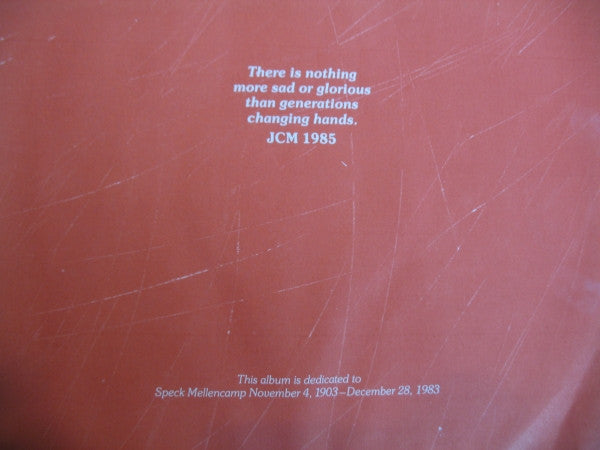 There is nothing
more sad or glorious
than generations
changing hands.
JCM 1985
This album is dedicated to
Speck Mellencamp November 4, 1903–December 28, 1983